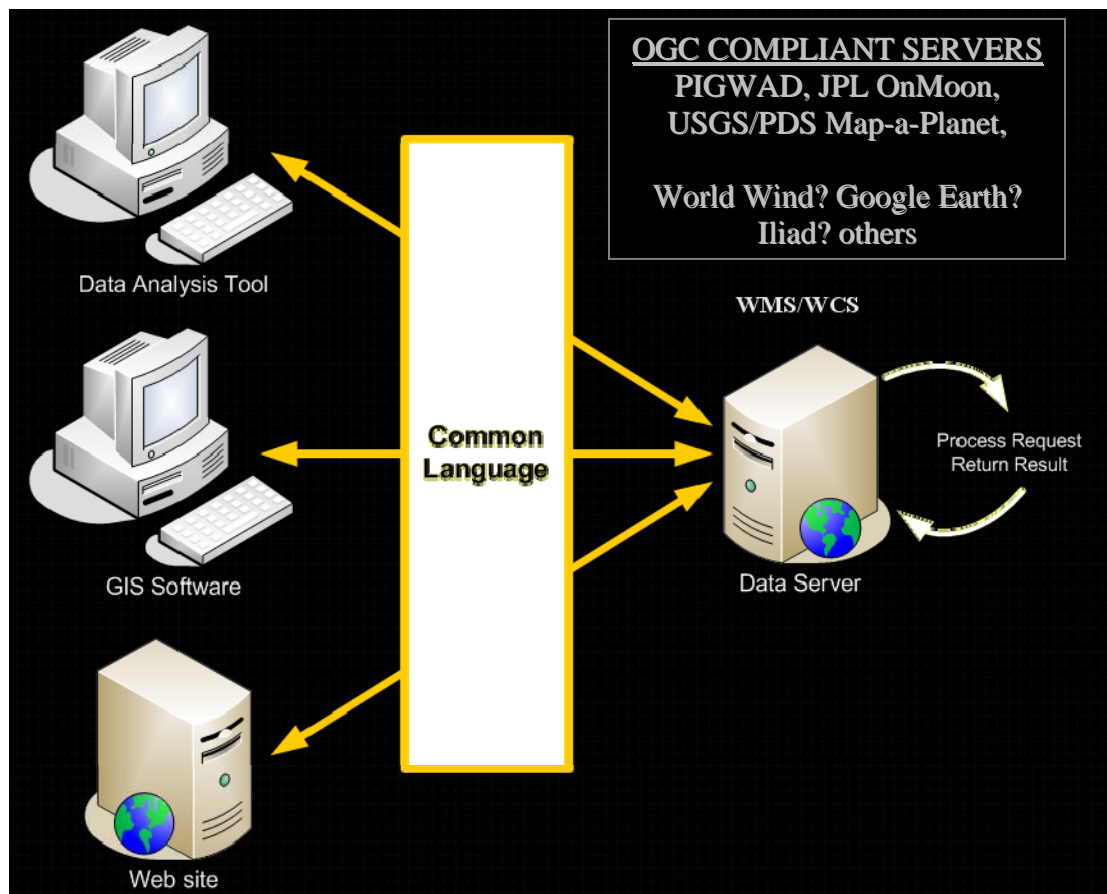 OGC COMPLIANT SERVERS
PIGWAD, JPL OnMoon,
USGS/PDS Map-a-Planet,
World Wind? Google Earth?
Iliad? others
Data Analysis Tool
WMS/WCS
Common
Language
Process Request
Return Result
GIS Software
Data Server
Web site